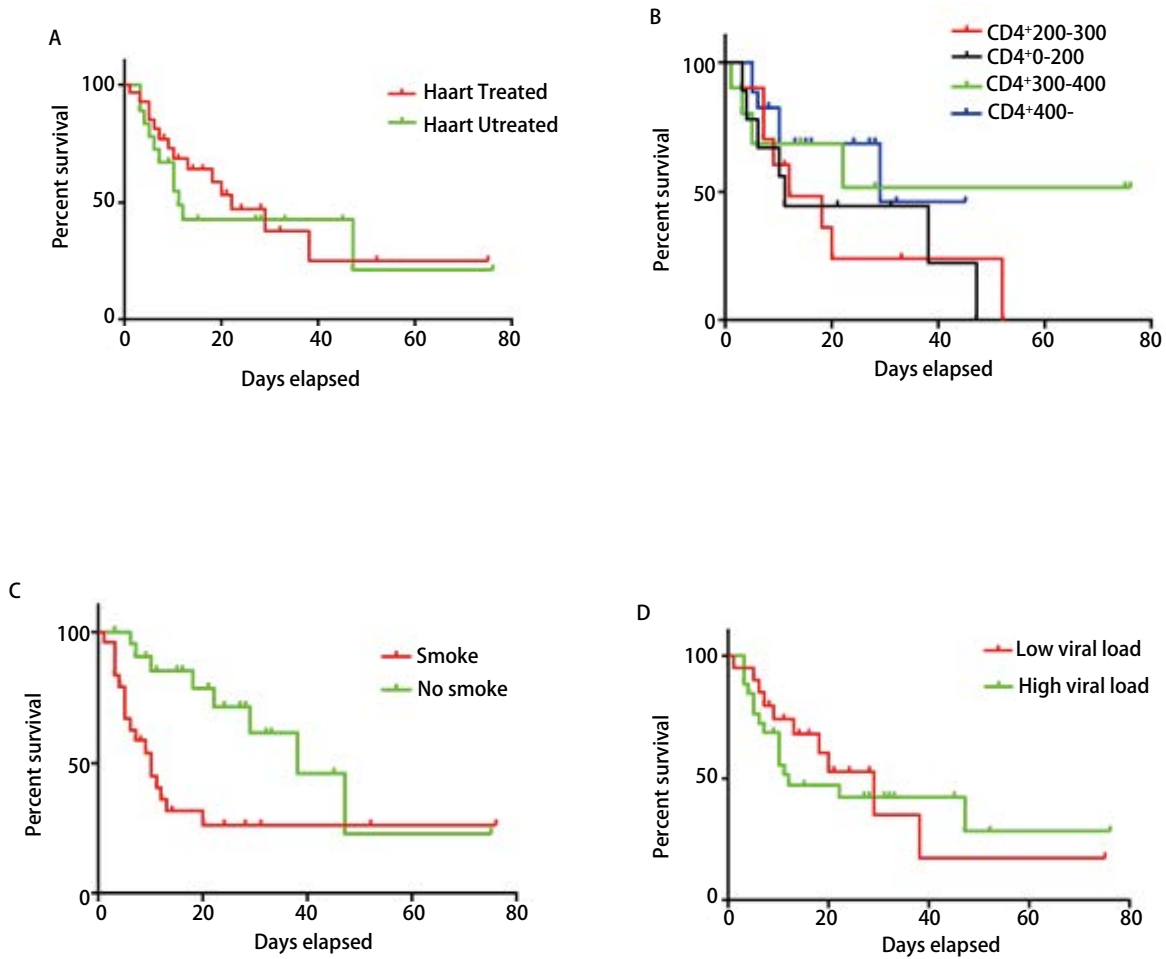 A
100
50
0
Percent survival
0 20 40 60 80
Days elapsed
Haart Treated
Haart Utreated
B
100
50
0
Percent survival
0 20 40 60 80
Days elapsed
CD4+200-300
CD4+0-200
CD4+300-400
CD4+400-
C
100
50
0
Percent survival
0 20 40 60 80
Days elapsed
Smoke
No smoke
D
100
50
0
Percent survival
0 20 40 60 80
Days elapsed
Low viral load
High viral load